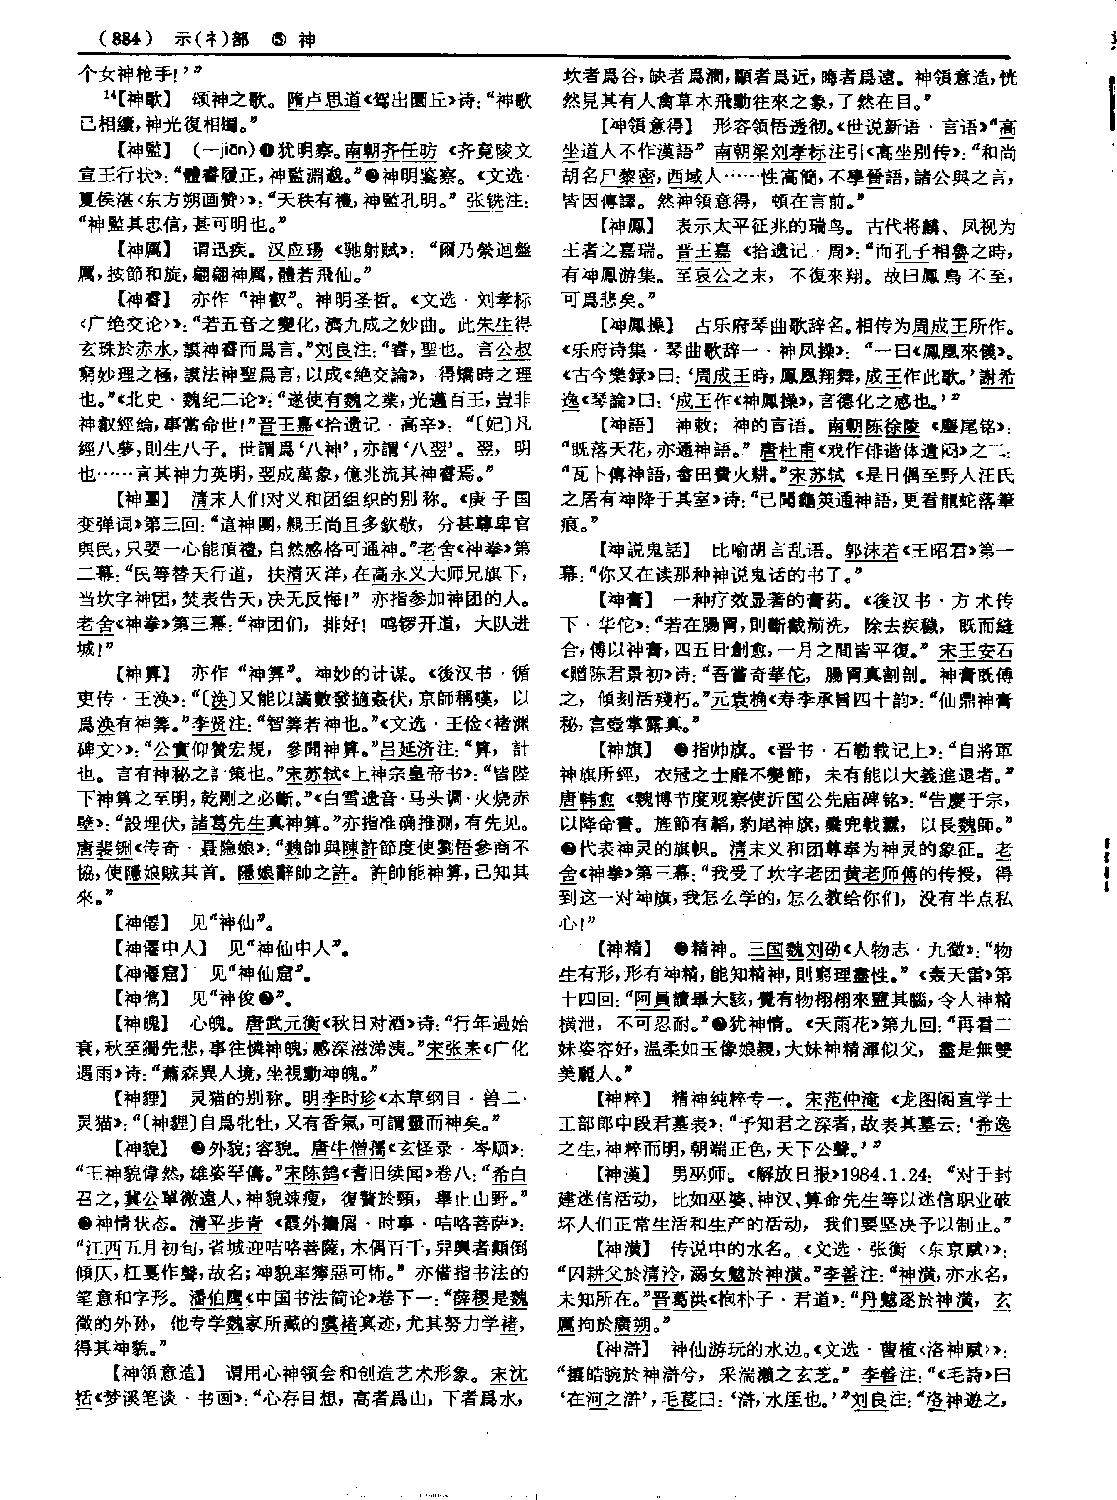 (884) 示(礻)部 ⑤ 神
个女神枪手！’”
14【神歌】 颂神之歌。隋卢思道《驾出圜丘》诗：“神歌
已相續，神光復相燭。”
【神監】 (—jiān)❶犹明察。南朝齐任昉《齐竟陵文
宣王行状》：“體睿履正，神監淵邈。”❷神明鉴察。《文选·
夏侯湛〈东方朔画赞〉》：“天秩有禮，神監孔明。”张铣注：
“神監其忠信，甚可明也。”
【神厲】 谓迅疾。汉应玚《驰射赋》：“爾乃縈迴盤
厲，按節和旋，翩翩神厲，體若飛仙。”
【神睿】 亦作“神叡”。神明圣哲。《文选·刘孝标
〈广绝交论〉》：“若五音之變化，濟九成之妙曲。此朱生得
玄珠於赤水，謨神睿而爲言。”刘良注：“睿，聖也。言公叔
窮妙理之極，謨法神聖爲言，以成《絶交論》，得矯時之理
也。”《北史·魏纪二论》：“遂使有魏之業，光邁百王，豈非
神叡經綸，事當命世！”晋王嘉《拾遗记·高辛》：“〔妃〕凡
經八夢，則生八子。世謂爲‘八神’，亦謂‘八翌’。翌，明
也……言其神力英明，翌成萬象，億兆流其神睿焉。”
【神團】 清末人们对义和团组织的别称。《庚子国
变弹词》第三回：“這神團，親王尚且多欽敬，分甚尊卑官
與民，只要一心能頂禮，自然感格可通神。”老舍《神拳》第
二幕：“民等替天行道，扶清灭洋，在高永义大师兄旗下，
当坎字神团，焚表告天，决无反悔！”亦指参加神团的人。
老舍《神拳》第三幕：“神团们，排好！鸣锣开道，大队进
城！”
【神算】 亦作“神筭”。神妙的计谋。《後汉书·循
吏传·王涣》：“〔涣〕又能以譎數發擿姦伏，京師稱嘆，以
爲涣有神筭。”李贤注：“智筭若神也。”《文选·王俭〈褚渊
碑文〉》：“公實仰贊宏規，參聞神算。”吕延济注：“算，計
也。言有神秘之計策也。”宋苏轼《上神宗皇帝书》：“皆陛
下神算之至明，乾剛之必斷。”《白雪遗音·马头调·火烧赤
壁》：“設埋伏，諸葛先生真神算。”亦指准确推测，有先见。
唐裴铏《传奇·聂隐娘》：“魏帥與陳許節度使劉悟參商不
協，使隱娘賊其首。隱娘辭帥之許。許帥能神算，已知其
來。”
【神僊】 见“神仙”。
【神僊中人】 见“神仙中人”。
【神僊窟】 见“神仙窟”。
【神儁】 见“神俊❷”。
【神魄】 心魄。唐武元衡《秋日对酒》诗：“行年過始
衰，秋至獨先悲，事往憐神魄，感深滋涕洟。”宋张耒《广化
遇雨》诗：“蕭森異人境，坐視動神魄。”
【神貍】 灵猫的别称。明李时珍《本草纲目·兽二·
灵猫》：“〔神貍〕自爲牝牡，又有香氣，可謂靈而神矣。”
【神貌】 ❶外貌；容貌。唐牛僧孺《玄怪录·岑顺》：
“王神貌偉然，雄姿罕儔。”宋陈鹄《耆旧续闻》卷八：“希白
召之，冀公單微遠人，神貌竦瘦，復贅於頸，舉止山野。”
❷神情状态。清平步青《霞外攟屑·时事·咭咯菩萨》：
“江西五月初旬，省城迎咭咯菩薩，木偶百千，舁輿者顛倒
傾仄，杠戛作聲，故名；神貌率獰惡可怖。”亦借指书法的
笔意和字形。潘伯鹰《中国书法简论》卷下一：“薛稷是魏
徵的外孙，他专学魏家所藏的虞褚真迹，尤其努力学褚，
得其神貌。”
【神領意造】 谓用心神领会和创造艺术形象。宋沈
括《梦溪笔谈·书画》：“心存目想，高者爲山，下者爲水，
坎者爲谷，缺者爲澗，顯者爲近，晦者爲遠。神領意造，恍
然見其有人禽草木飛動往來之象，了然在目。”
【神領意得】 形容领悟透彻。《世说新语·言语》“高
坐道人不作漢語”南朝梁刘孝标注引《高坐别传》：“和尚
胡名尸黎密，西域人……性高簡，不學晉語，諸公與之言，
皆因傳譯。然神領意得，頓在言前。”
【神鳳】 表示太平征兆的瑞鸟。古代将麟、凤视为
王者之嘉瑞。晋王嘉《拾遗记·周》：“而孔子相魯之時，
有神鳳游集。至哀公之末，不復來翔。故曰鳳鳥不至，
可爲悲矣。”
【神鳳操】 占乐府琴曲歌辞名。相传为周成王所作。
《乐府诗集·琴曲歌辞一·神凤操》：“一曰《鳳凰來儀》。
《古今樂録》曰：‘周成王時，鳳凰翔舞，成王作此歌。’謝希
逸《琴論》曰：‘成王作《神鳳操》，言德化之感也。’”
【神語】 神敕；神的言语。南朝陈徐陵《麈尾铭》：
“既落天花，亦通神語。”唐杜甫《戏作俳谐体遣闷》之二：
“瓦卜傳神語，畬田費火耕。”宋苏轼《是日偶至野人汪氏
之居有神降于其室》诗：“已聞龜筴通神語，更看龍蛇落筆
痕。”
【神説鬼話】 比喻胡言乱语。郭沫若《王昭君》第一
幕：“你又在读那种神说鬼话的书了。”
【神膏】 一种疗效显著的膏药。《後汉书·方术传
下·华佗》：“若在腸胃，則斷截湔洗，除去疾穢，既而縫
合，傅以神膏，四五日創愈，一月之間皆平復。”宋王安石
《赠陈君景初》诗：“吾嘗奇華佗，腸胃真割剖。神膏既傅
之，頃刻活殘朽。”元袁桷《寿李承旨四十韵》：“仙鼎神膏
秘，宫壺掌露真。”
【神旗】 ❶指帅旗。《晋书·石勒载记上》：“自將軍
神旗所經，衣冠之士靡不變節，未有能以大義進退者。”
唐韩愈《魏博节度观察使沂国公先庙碑铭》：“告慶于宗，
以降命書。旌節有韜，豹尾神旗，櫜兜戟纛，以長魏師。”
❷代表神灵的旗帜。清末义和团尊奉为神灵的象征。老
舍《神拳》第三幕：“我受了坎字老团黄老师傅的传授，得
到这一对神旗，我怎么学的，怎么教给你们，没有半点私
心！”
【神精】 ❶精神。三国魏刘劭《人物志·九徵》：“物
生有形，形有神精，能知精神，則窮理盡性。”《轰天雷》第
十四回：“阿員讀畢大駭，覺有物栩栩來盬其腦，令人神精
横泄，不可忍耐。”❷犹神情。《天雨花》第九回：“再看二
妹姿容好，温柔如玉像娘親，大妹神精渾似父，盡是無雙
美麗人。”
【神粹】 精神纯粹专一。宋范仲淹《龙图阁直学士
工部郎中段君墓表》：“予知君之深者，故表其墓云：‘希逸
之生，神粹而明，朝端正色，天下公聲。’”
【神漢】 男巫师。《解放日报》1984.1.24：“对于封
建迷信活动，比如巫婆、神汉、算命先生等以迷信职业破
坏人们正常生活和生产的活动，我们要坚决予以制止。”
【神潢】 传说中的水名。《文选·张衡〈东京赋〉》：
“囚耕父於清泠，溺女魃於神潢。”李善注：“神潢，亦水名，
未知所在。”晋葛洪《抱朴子·君道》：“丹魃逐於神潢，玄
厲拘於廣朔。”
【神滸】 神仙游玩的水边。《文选·曹植〈洛神赋〉》：
“攘皓腕於神滸兮，采湍瀨之玄芝。”李善注：“《毛詩》曰
‘在河之滸’，毛萇曰：‘滸，水厓也。’”刘良注：“洛神遊之，